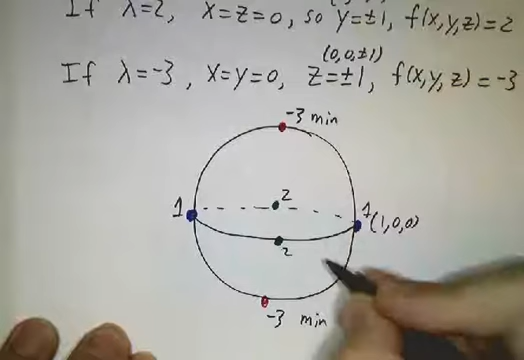 If λ=2, x=z=0, so y=±1, f(x,y,z)=2
(0,0,±1)
If λ=-3, x=y=0, z=±1, f(x,y,z)=-3
-3 min
2
1
1 (1,0,0)
2
-3 min